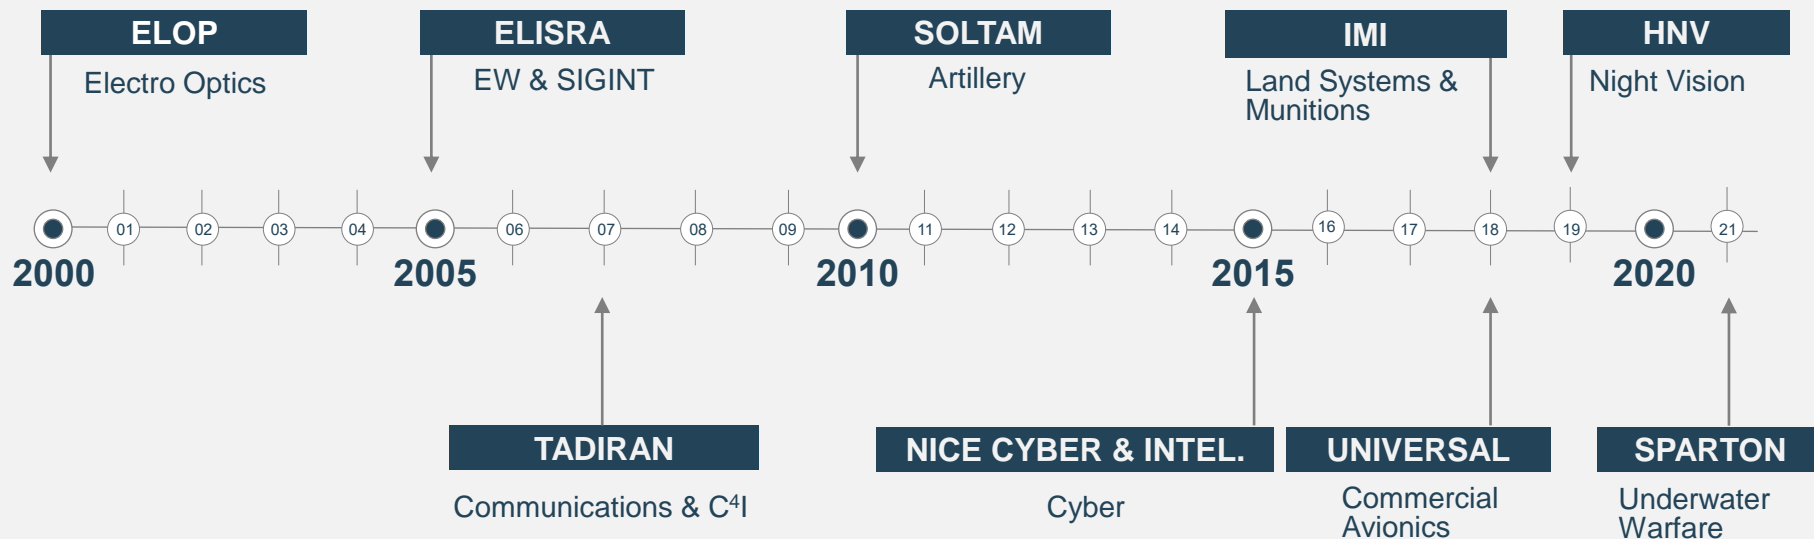 ELOP
Electro Optics
ELISRA
EW & SIGINT
SOLTAM
Artillery
IMI
Land Systems &
Munitions
HNV
Night Vision
01
02
03
04
06
07
08
09
11
12
13
14
16
17
18
19
21
2000
2005
2010
2015
2020
TADIRAN
Communications & C⁴I
NICE CYBER & INTEL.
Cyber
UNIVERSAL
Commercial
Avionics
SPARTON
Underwater
Warfare